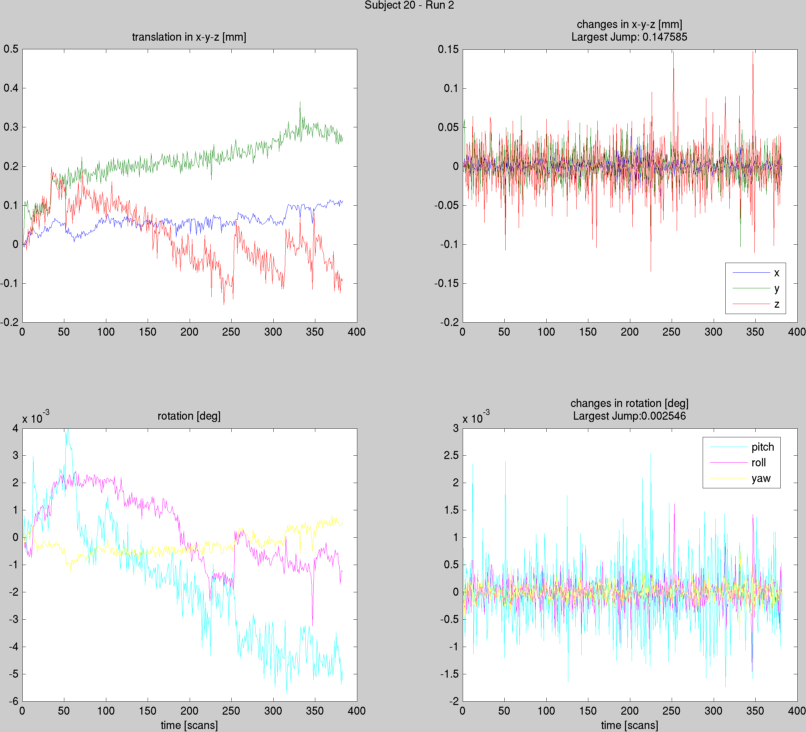 Subject 20 - Run 2
translation in x-y-z [mm]
0.5
0.4
0.3
0.2
0.1
0
-0.1
-0.2
0 50 100 150 200 250 300 350 400
changes in x-y-z [mm]
Largest Jump: 0.147585
0.15
0.1
0.05
0
-0.05
-0.1
-0.15
-0.2
0 50 100 150 200 250 300 350 400
x
y
z
rotation [deg]
x 10^-3
4
3
2
1
0
-1
-2
-3
-4
-5
-6
0 50 100 150 200 250 300 350 400
time [scans]
changes in rotation [deg]
Largest Jump:0.002546
x 10^-3
3
2.5
2
1.5
1
0.5
0
-0.5
-1
-1.5
-2
0 50 100 150 200 250 300 350 400
time [scans]
pitch
roll
yaw